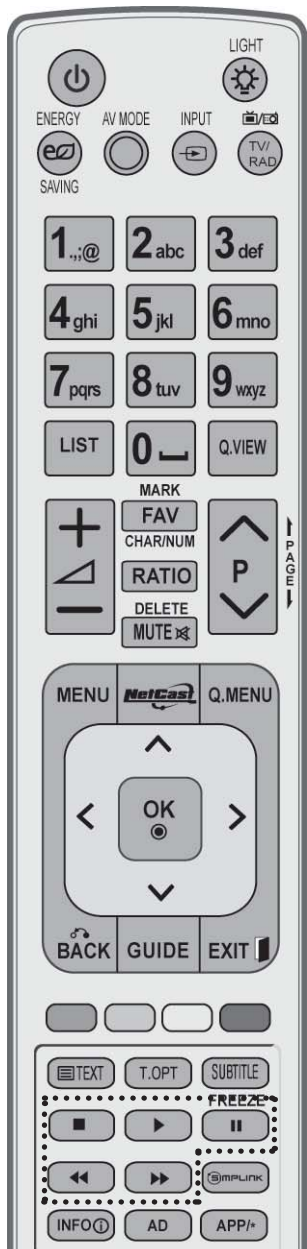 LIGHT
ENERGY AV MODE INPUT
TV/
RAD
SAVING
1.,;@ 2abc 3def
4ghi 5jkl 6mno
7pqrs 8tuv 9wxyz
LIST 0 Q.VIEW
MARK
FAV
CHAR/NUM
RATIO
DELETE
MUTE
P
PAGE
MENU NetCast Q.MENU
OK
BACK GUIDE EXIT
TEXT T.OPT SUBTITLE
FREEZE
SIMPLINK
INFO AD APP/*